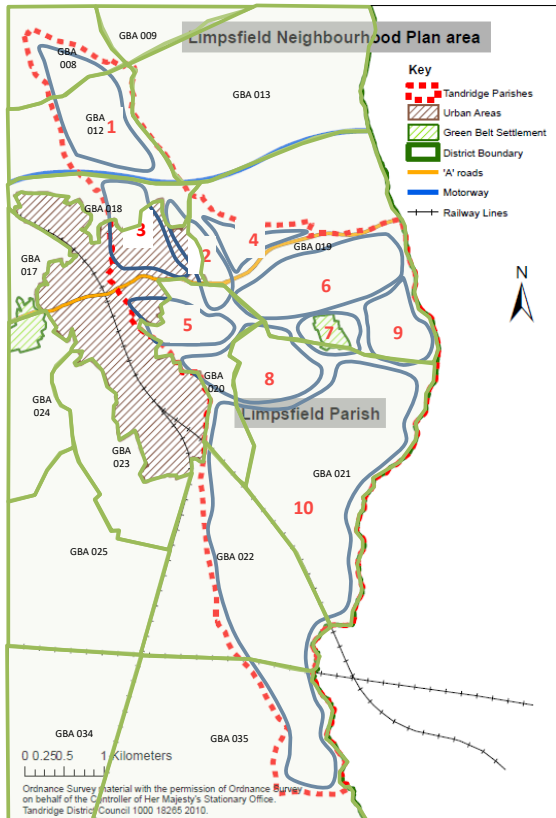 GBA 009
Limpsfield Neighbourhood Plan area
GBA
008
Key
Tandridge Parishes
GBA 013
Urban Areas
GBA
012
1
Green Belt Settlement
District Boundary
'A' roads
Motorway
GBA 018
Railway Lines
3
4
GBA 019
2
GBA
017
N
6
5
7
9
8
GBA
020
GBA
024
Limpsfield Parish
GBA
023
GBA 021
10
GBA 025
GBA 022
GBA 034
GBA 035
0 0.25 0.5 1 Kilometers
Ordnance Survey material with the permission of Ordnance Survey
on behalf of the Controller of Her Majesty's Stationary Office.
Tandridge District Council 1000 18265 2010.